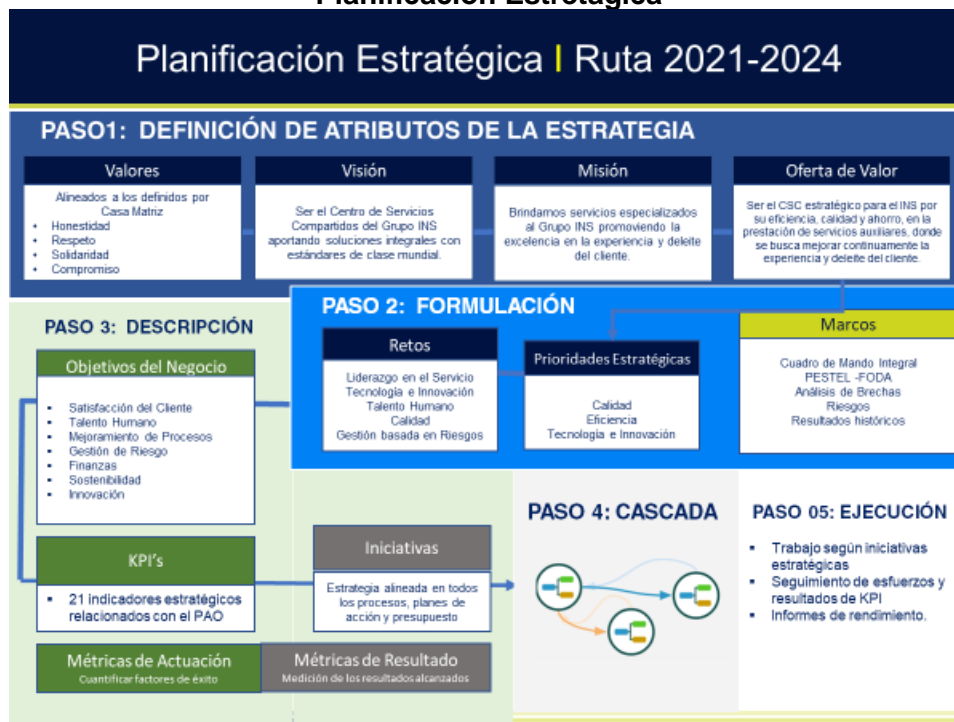 Planificación Estretágica
Planificación Estratégica I Ruta 2021-2024
PASO1: DEFINICIÓN DE ATRIBUTOS DE LA ESTRATEGIA
Valores
Alineados a los definidos por
Casa Matriz
• Honestidad
• Respeto
• Solidaridad
• Compromiso
Visión
Ser el Centro de Servicios
Compartidos del Grupo INS
aportando soluciones integrales con
estándares de clase mundial.
Misión
Brindamos servicios especializados
al Grupo INS promoviendo la
excelencia en la experiencia y deleite
del cliente.
Oferta de Valor
Ser el CSC estratégico para el INS por
su eficiencia, calidad y ahorro, en la
prestación de servicios auxiliares, donde
se busca mejorar continuamente la
experiencia y deleite del cliente.
PASO 2: FORMULACIÓN
Retos
Liderazgo en el Servicio
Tecnología e Innovación
Talento Humano
Calidad
Gestión basada en Riesgos
Prioridades Estratégicas
Calidad
Eficiencia
Tecnología e Innovación
Marcos
Cuadro de Mando Integral
PESTEL -FODA
Análisis de Brechas
Riesgos
Resultados históricos
PASO 3: DESCRIPCIÓN
Objetivos del Negocio
▪ Satisfacción del Cliente
▪ Talento Humano
▪ Mejoramiento de Procesos
▪ Gestión de Riesgo
▪ Finanzas
▪ Sostenibilidad
▪ Innovación
KPI's
▪ 21 indicadores estratégicos
relacionados con el PAO
Iniciativas
Estrategia alineada en todos
los procesos, planes de
acción y presupuesto
Métricas de Actuación
Cuantificar factores de éxito
Métricas de Resultado
Medición de los resultados alcanzados
PASO 4: CASCADA
PASO 05: EJECUCIÓN
▪ Trabajo según iniciativas
estratégicas
▪ Seguimiento de esfuerzos y
resultados de KPI
▪ Informes de rendimiento.